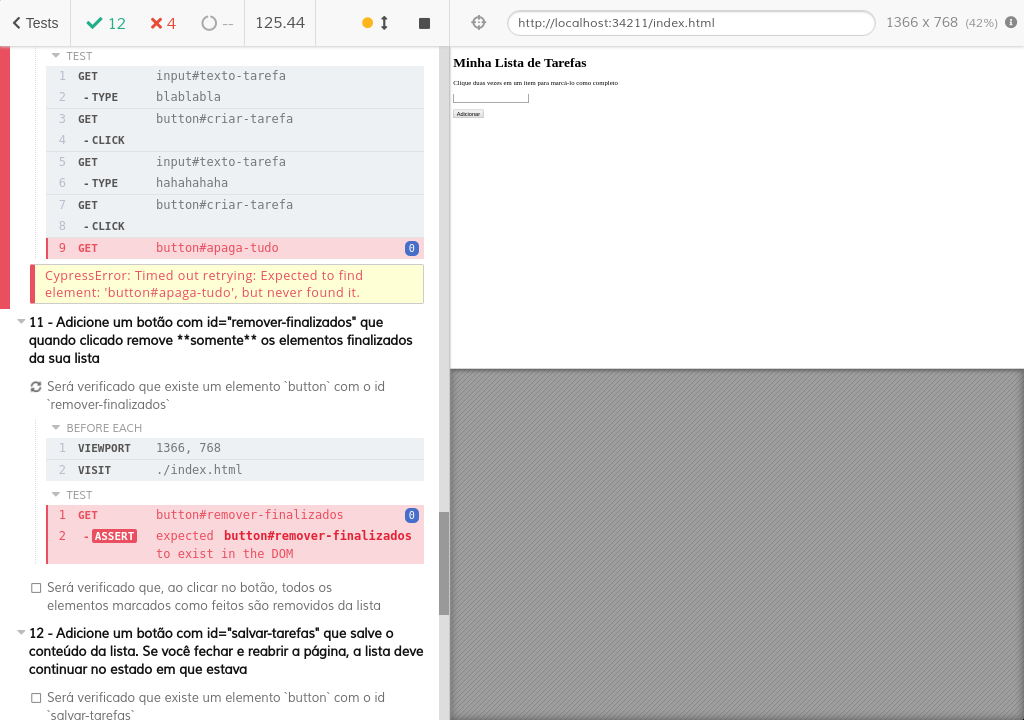 Tests
12
4
--
125.44
http://localhost:34211/index.html
1366 x 768 (42%)
TEST
1 GET input#texto-tarefa
2 - TYPE blablabla
3 GET button#criar-tarefa
4 - CLICK
5 GET input#texto-tarefa
6 - TYPE hahahahaha
7 GET button#criar-tarefa
8 - CLICK
9 GET button#apaga-tudo 0
CypressError: Timed out retrying: Expected to find
element: 'button#apaga-tudo', but never found it.
11 - Adicione um botão com id="remover-finalizados" que
quando clicado remove **somente** os elementos finalizados
da sua lista
Será verificado que existe um elemento `button` com o id
`remover-finalizados`
BEFORE EACH
1 VIEWPORT 1366, 768
2 VISIT ./index.html
TEST
1 GET button#remover-finalizados 0
2 - ASSERT expected button#remover-finalizados
to exist in the DOM
Será verificado que, ao clicar no botão, todos os
elementos marcados como feitos são removidos da lista
12 - Adicione um botão com id="salvar-tarefas" que salve o
conteúdo da lista. Se você fechar e reabrir a página, a lista deve
continuar no estado em que estava
Será verificado que existe um elemento `button` com o id
`salvar-tarefas`
Minha Lista de Tarefas
Clique duas vezes em um item para marcá-lo como completo
Adicionar